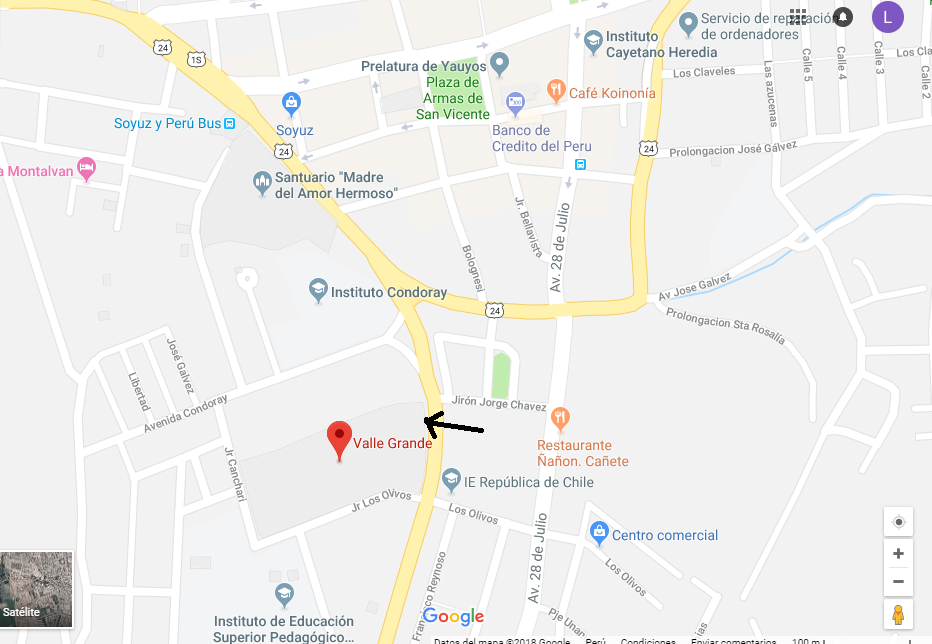 24
1S
Servicio de reparación
de ordenadores
L
Instituto
Cayetano Heredia
Prelatura de Yauyos
Plaza de
Armas de
San Vicente
Café Koinonía
Los Claveles
Los Cla
Las azucenas
Calle 5
Calle 4
Calle 3
Calle 2
Soyuz y Perú Bus
Soyuz
Banco de
Credito del Peru
24
24
Prolongacion José Gálvez
a Montalvan
Santuario "Madre
del Amor Hermoso"
Jr. Bellavista
Av. 28 de Julio
Bolognesi
Instituto Condoray
24
Av Jose Galvez
Prolongacion Sta Rosalía
José Galvez
Libertad
Avenida Condoray
Jirón Jorge Chavez
Valle Grande
Restaurante
Ñañon. Cañete
Jr Canchari
IE República de Chile
Jr Los Olivos
Los Olivos
Centro comercial
Av. 28 de Julio
Los Olivos
Francisco Reynoso
Satélite
Instituto de Educación
Superior Pedagógico...
Google
Pje Unan
Datos del mapa ©2018 Google
Perú
Condiciones
Enviar comentarios
100 m